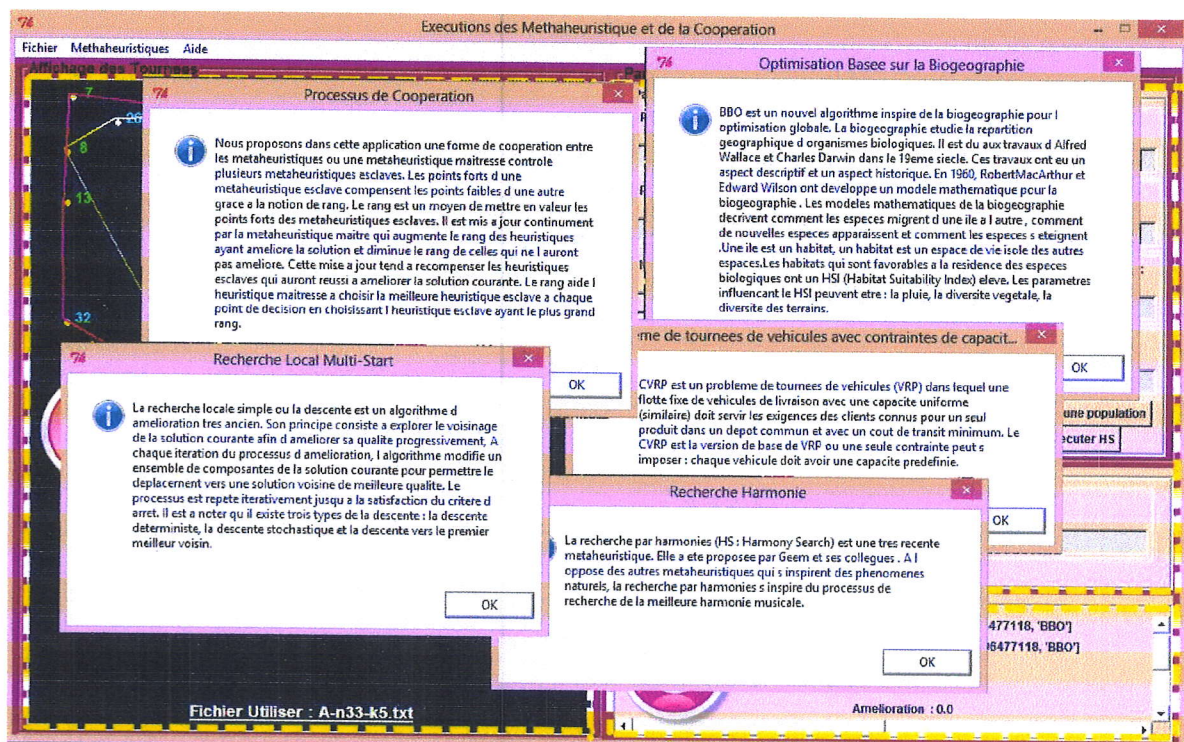 Executions des Methaheuristique et de la Cooperation
Fichier Methaheuristiques Aide
Affichage des Tournees
7
26
8
13
32
Processus de Cooperation
Nous proposons dans cette application une forme de cooperation entre
les metaheuristiques ou une metaheuristique maitresse controle
plusieurs metaheuristiques esclaves. Les points forts d une
metaheuristique esclave compensent les points faibles d une autre
grace a la notion de rang. Le rang est un moyen de mettre en valeur les
points forts des metaheuristiques esclaves. Il est mis a jour continument
par la metaheuristique maitre qui augmente le rang des heuristiques
ayant ameliore la solution et diminue le rang de celles qui ne l auront
pas ameliore. Cette mise a jour tend a recompenser les heuristiques
esclaves qui auront reussi a ameliorer la solution courante. Le rang aide l
heuristique maitresse a choisir la meilleure heuristique esclave a chaque
point de decision en choisissant l heuristique esclave ayant le plus grand
rang.
OK
Optimisation Basee sur la Biogeographie
BBO est un nouvel algorithme inspire de la biogeographie pour l
optimisation globale. La biogeographie etudie la repartition
geographique d organismes biologiques. Il est du aux travaux d Alfred
Wallace et Charles Darwin dans le 19eme siecle. Ces travaux ont eu un
aspect descriptif et un aspect historique. En 1960, RobertMacArthur et
Edward Wilson ont developpe un modele mathematique pour la
biogeographie . Les modeles mathematiques de la biogeographie
decrivent comment les especes migrent d une ile a l autre , comment
de nouvelles especes apparaissent et comment les especes s eteignent
.Une ile est un habitat, un habitat est un espace de vie isole des autres
espaces.Les habitats qui sont favorables a la residence des especes
biologiques ont un HSI (Habitat Suitability Index) eleve. Les parametres
influencant le HSI peuvent etre : la pluie, la diversite vegetale, la
diversite des terrains.
OK
une population
ecuter HS
me de tournees de vehicules avec contraintes de capacit...
CVRP est un probleme de tournees de vehicules (VRP) dans lequel une
flotte fixe de vehicules de livraison avec une capacite uniforme
(similaire) doit servir les exigences des clients connus pour un seul
produit dans un depot commun et avec un cout de transit minimum. Le
CVRP est la version de base de VRP ou une seule contrainte peut s
imposer : chaque vehicule doit avoir une capacite predefinie.
OK
Recherche Local Multi-Start
La recherche locale simple ou la descente est un algorithme d
amelioration tres ancien. Son principe consiste a explorer le voisinage
de la solution courante afin d ameliorer sa qualite progressivement, A
chaque iteration du processus d amelioration, l algorithme modifie un
ensemble de composantes de la solution courante pour permettre le
deplacement vers une solution voisine de meilleure qualite. Le
processus est repete iterativement jusqu a la satisfaction du critere d
arret. il est a noter qu il existe trois types de la descente : la descente
deterministe, la descente stochastique et la descente vers le premier
meilleur voisin.
OK
Recherche Harmonie
La recherche par harmonies (HS : Harmony Search) est une tres recente
metaheuristique. Elle a ete proposee par Geem et ses collegues . A l
oppose des autres metaheuristiques qui s inspirent des phenomenes
naturels, la recherche par harmonies s inspire du processus de
recherche de la meilleure harmonie musicale.
OK
477118, 'BBO']
6477118, 'BBO']
Amelioration : 0.0
Fichier Utiliser : A-n33-k5.txt